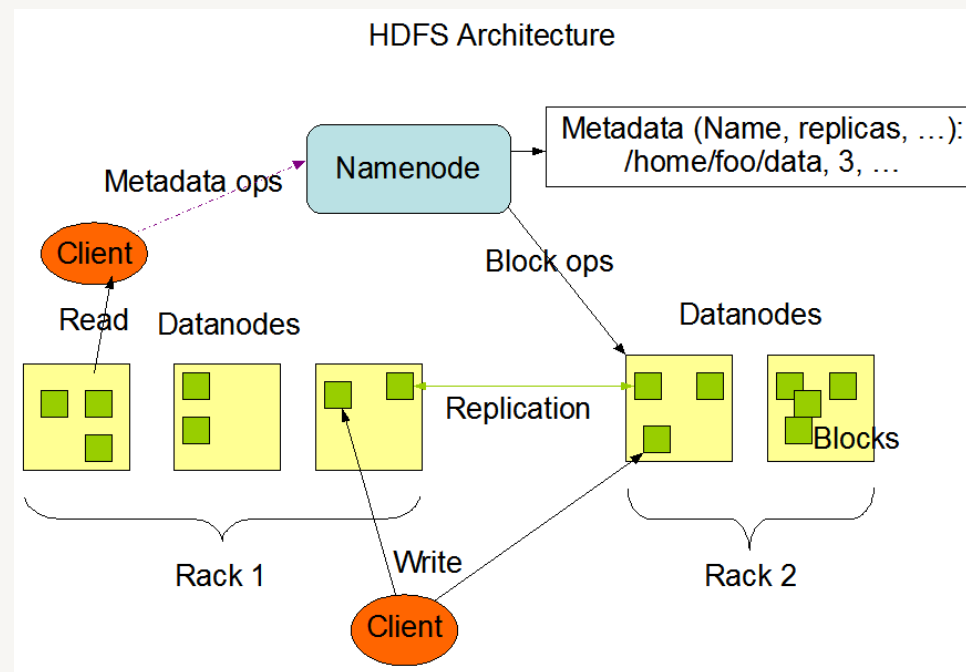 HDFS Architecture
Metadata (Name, replicas, …):
/home/foo/data, 3, …
Namenode
Metadata ops
Client
Block ops
Read
Datanodes
Datanodes
Replication
Blocks
Rack 1
Write
Rack 2
Client